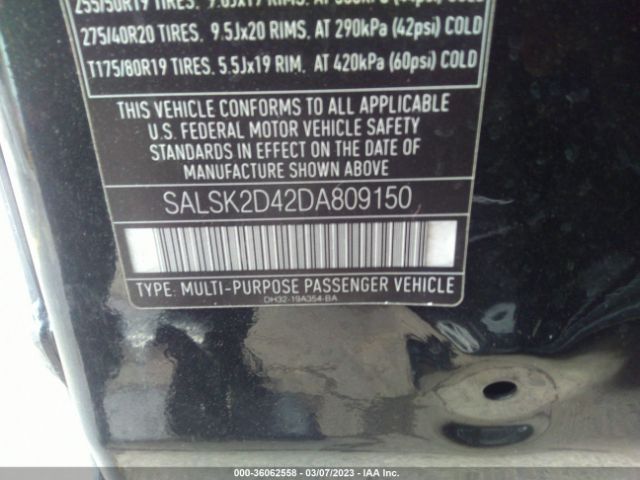 275/40R20 TIRES. 9.5Jx20 RIMS. AT 290kPa (42psi) COLD
T175/80R19 TIRES. 5.5Jx19 RIM. AT 420kPa (60psi) COLD
THIS VEHICLE CONFORMS TO ALL APPLICABLE
U.S. FEDERAL MOTOR VEHICLE SAFETY
STANDARDS IN EFFECT ON THE DATE OF
MANUFACTURE SHOWN ABOVE
SALSK2D42DA809150
TYPE: MULTI-PURPOSE PASSENGER VEHICLE
DH32-19A354-BA
000-36062558 — 03/07/2023 — IAA Inc.